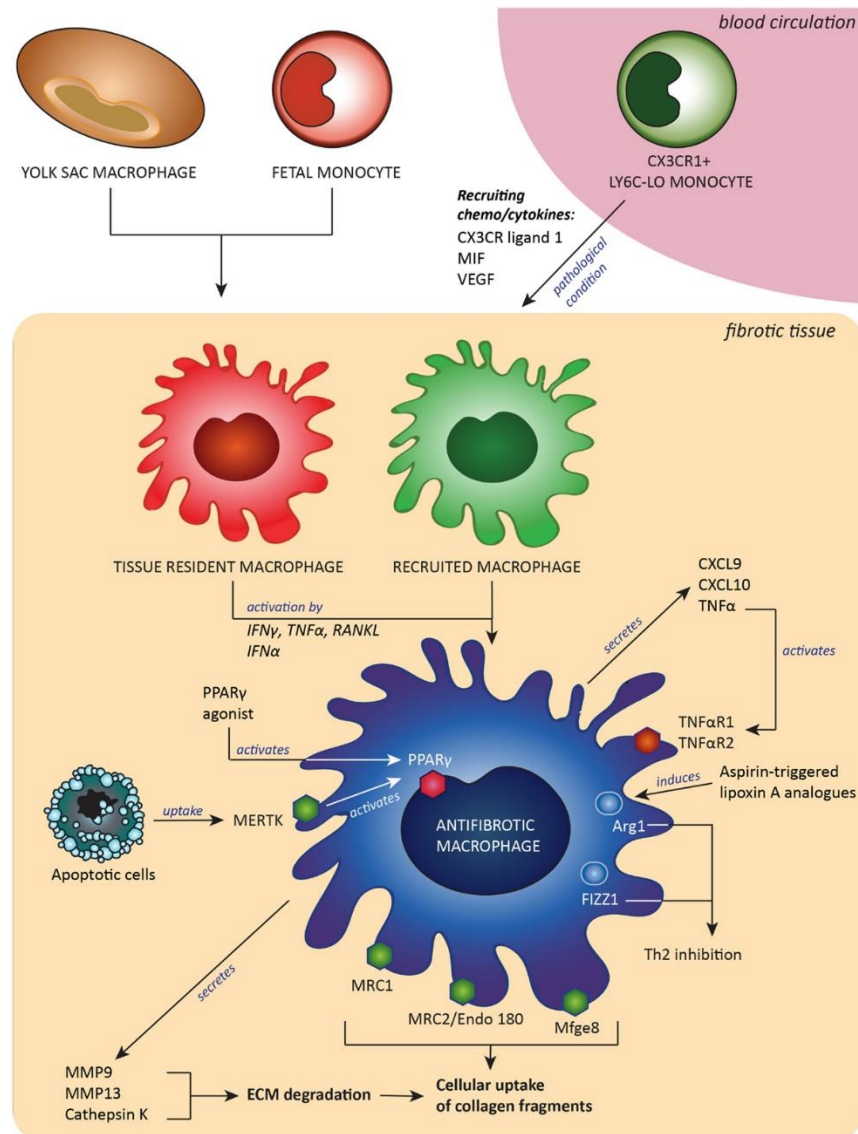 blood circulation
YOLK SAC MACROPHAGE
FETAL MONOCYTE
CX3CR1+
LY6C-LO MONOCYTE
Recruiting
chemo/cytokines:
CX3CR ligand 1
MIF
VEGF
pathological
condition
fibrotic tissue
TISSUE RESIDENT MACROPHAGE
RECRUITED MACROPHAGE
activation by
IFNγ, TNFα, RANKL
IFNα
CXCL9
CXCL10
TNFα
secretes
activates
PPARγ
agonist
activates
PPARγ
TNFαR1
TNFαR2
induces
Aspirin-triggered
lipoxin A analogues
uptake
MERTK
activates
ANTIFIBROTIC
MACROPHAGE
Arg1
Apoptotic cells
FIZZ1
Th2 inhibition
secretes
MRC1
MRC2/Endo 180
Mfge8
MMP9
MMP13
Cathepsin K
ECM degradation
Cellular uptake
of collagen fragments